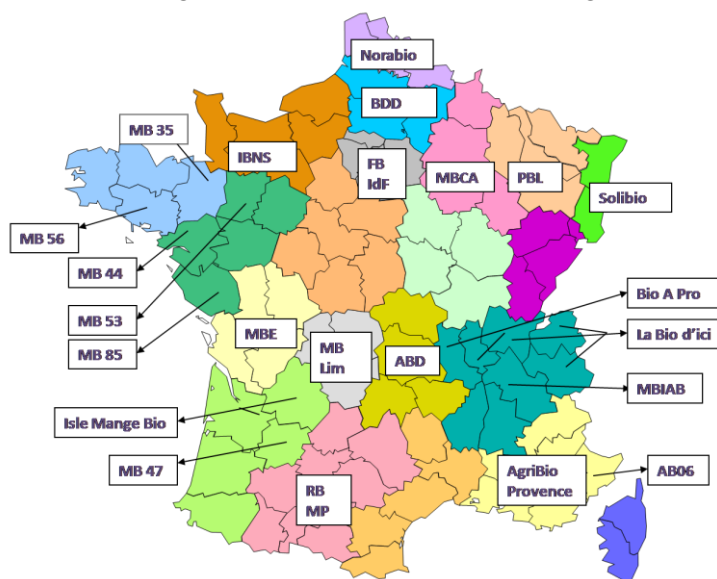 Norabio
BDD
MB 35
IBNS
FB
IdF
MBCA
PBL
Solibio
MB 56
MB 44
Bio A Pro
MB 53
La Bio d'ici
MBE
MB
Lim
ABD
MB 85
MBIAB
Isle Mange Bio
MB 47
AgriBio
Provence
AB06
RB
MP